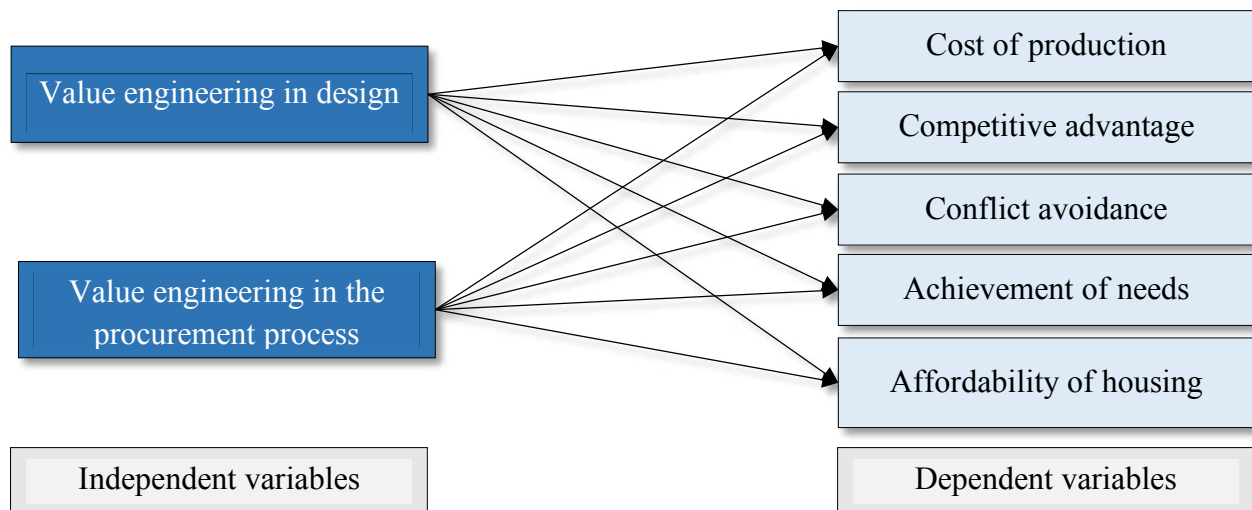 Value engineering in design
Value engineering in the
procurement process
Independent variables
Cost of production
Competitive advantage
Conflict avoidance
Achievement of needs
Affordability of housing
Dependent variables